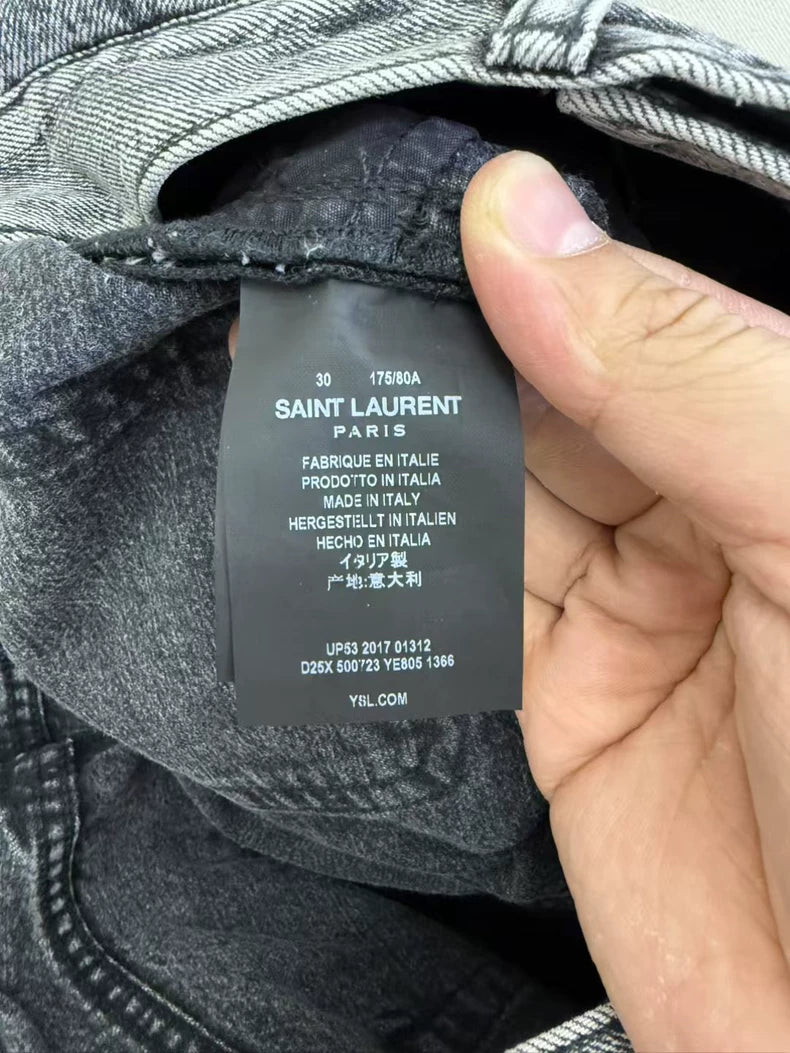 30 175/80A
SAINT LAURENT
PARIS
FABRIQUE EN ITALIE
PRODOTTO IN ITALIA
MADE IN ITALY
HERGESTELLT IN ITALIEN
HECHO EN ITALIA
イタリア製
产地:意大利
UP53 2017 01312
D25X 500723 YE805 1366
YSL.COM